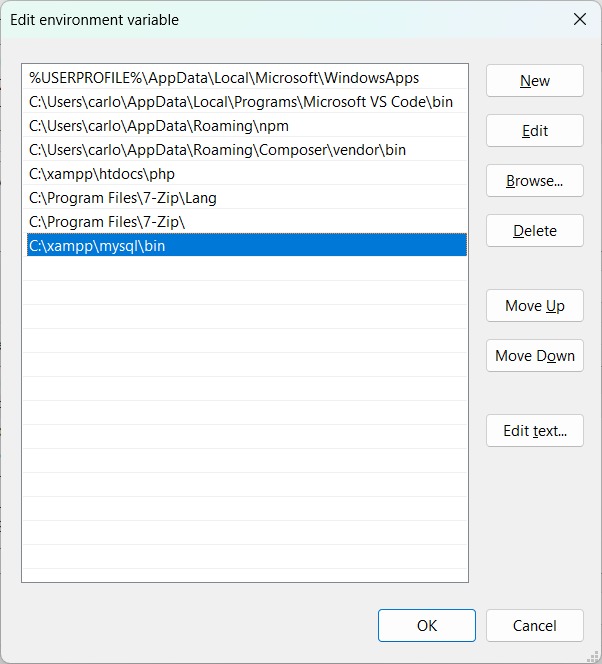 Edit environment variable
%USERPROFILE%\AppData\Local\Microsoft\WindowsApps
C:\Users\carlo\AppData\Local\Programs\Microsoft VS Code\bin
C:\Users\carlo\AppData\Roaming\npm
C:\Users\carlo\AppData\Roaming\Composer\vendor\bin
C:\xampp\htdocs\php
C:\Program Files\7-Zip\Lang
C:\Program Files\7-Zip\
C:\xampp\mysql\bin
New
Edit
Browse...
Delete
Move Up
Move Down
Edit text...
OK
Cancel